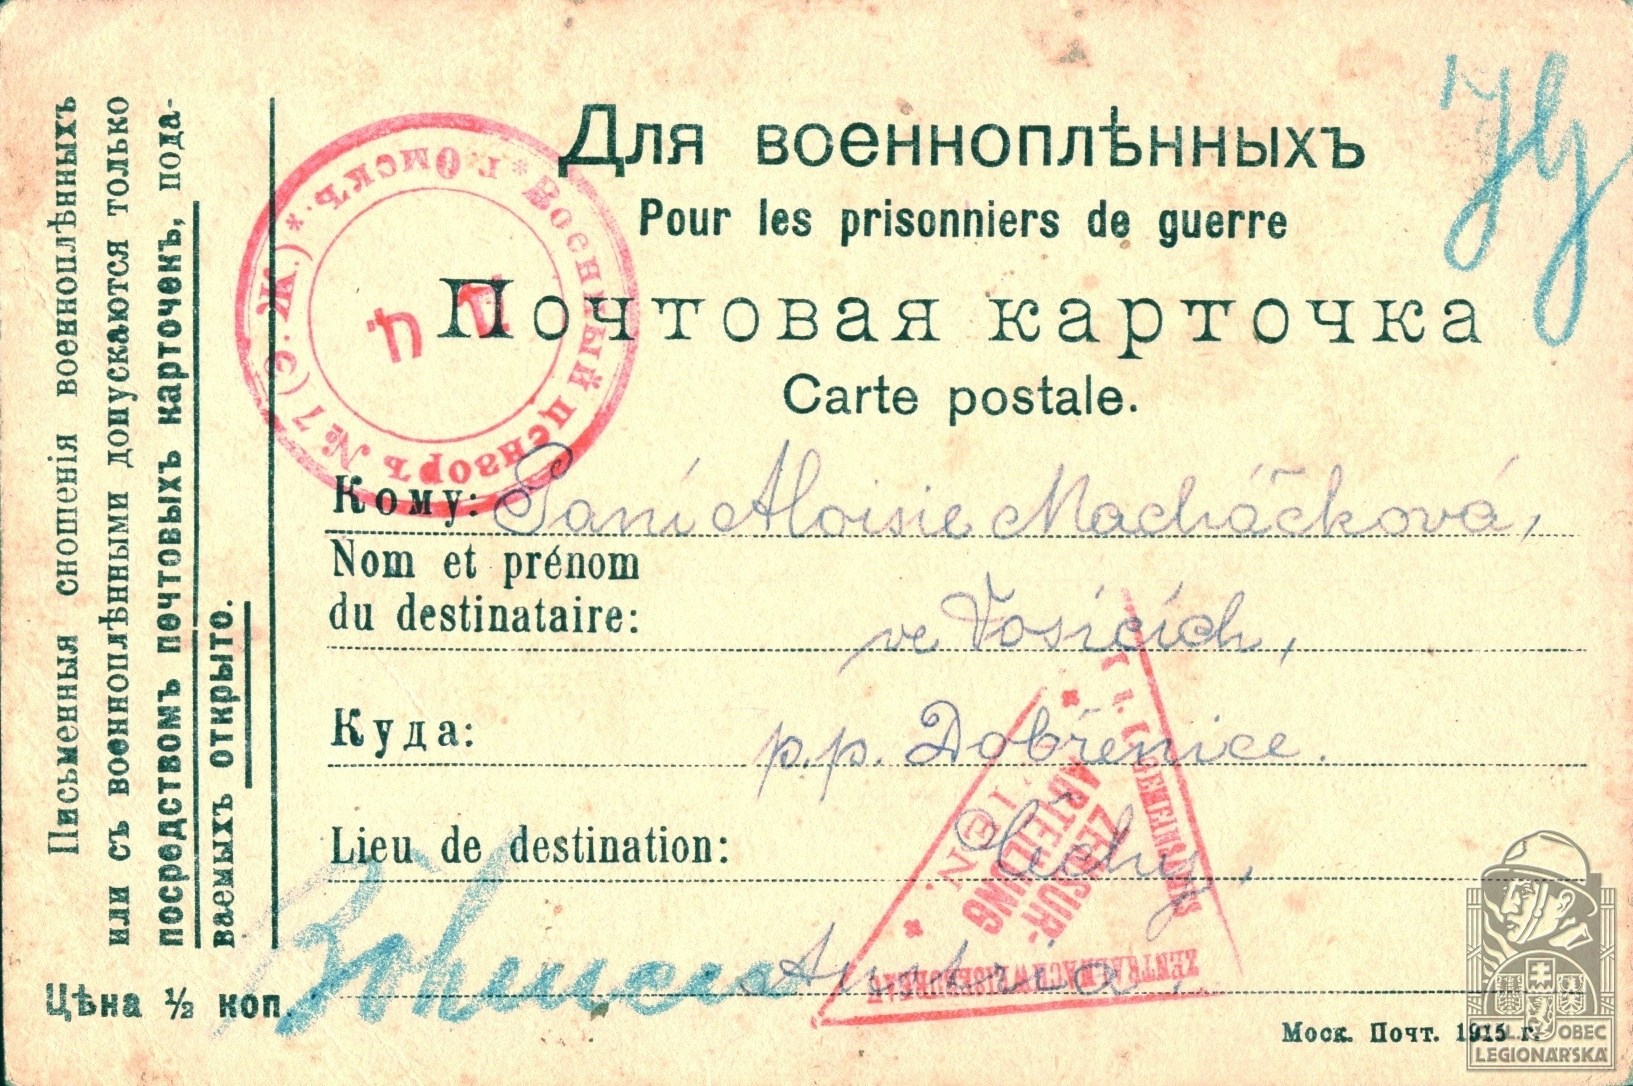 Письменныя сношенія военноплѣнныхъ
или съ военноплѣнными допускаются только
посредствомъ почтовыхъ карточекъ, пода-
ваемыхъ открыто.
Цѣна ½ коп.
Для военноплѣнныхъ
Pour les prisonniers de guerre
Почтовая карточка
Carte postale.
* г. Омскъ. * Военный цензоръ № 7 (с. Ж.)
Д. Ч.
Кому: Paní Aloisie Macháčková,
Nom et prénom
du destinataire:
ve Vosicích,
Куда: p.p. Dobřenice.
Lieu de destination: Čechy,
Böhmen Austria,
ZENSUR-
ABTEILUNG
WIEN.
Моск. Почт. 1915 г.
OBEC
LEGIONÁŘSKÁ